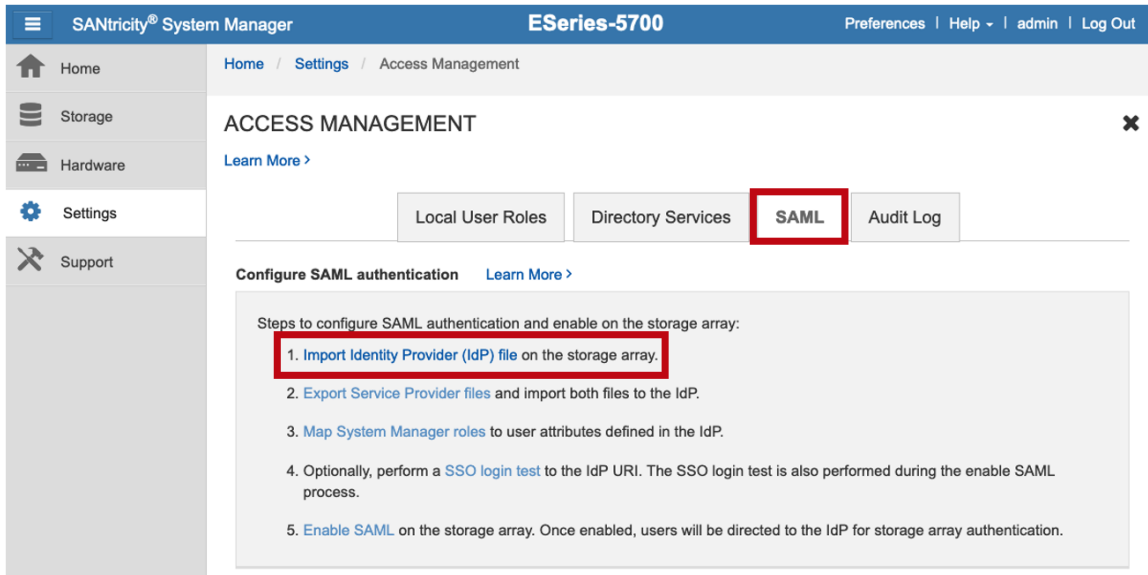 SANtricity® System Manager
ESeries-5700
Preferences | Help | admin | Log Out
Home
Storage
Hardware
Settings
Support
Home / Settings / Access Management
ACCESS MANAGEMENT
Learn More >
Local User Roles
Directory Services
SAML
Audit Log
Configure SAML authentication Learn More >
Steps to configure SAML authentication and enable on the storage array:
1. Import Identity Provider (IdP) file on the storage array.
2. Export Service Provider files and import both files to the IdP.
3. Map System Manager roles to user attributes defined in the IdP.
4. Optionally, perform a SSO login test to the IdP URI. The SSO login test is also performed during the enable SAML
process.
5. Enable SAML on the storage array. Once enabled, users will be directed to the IdP for storage array authentication.